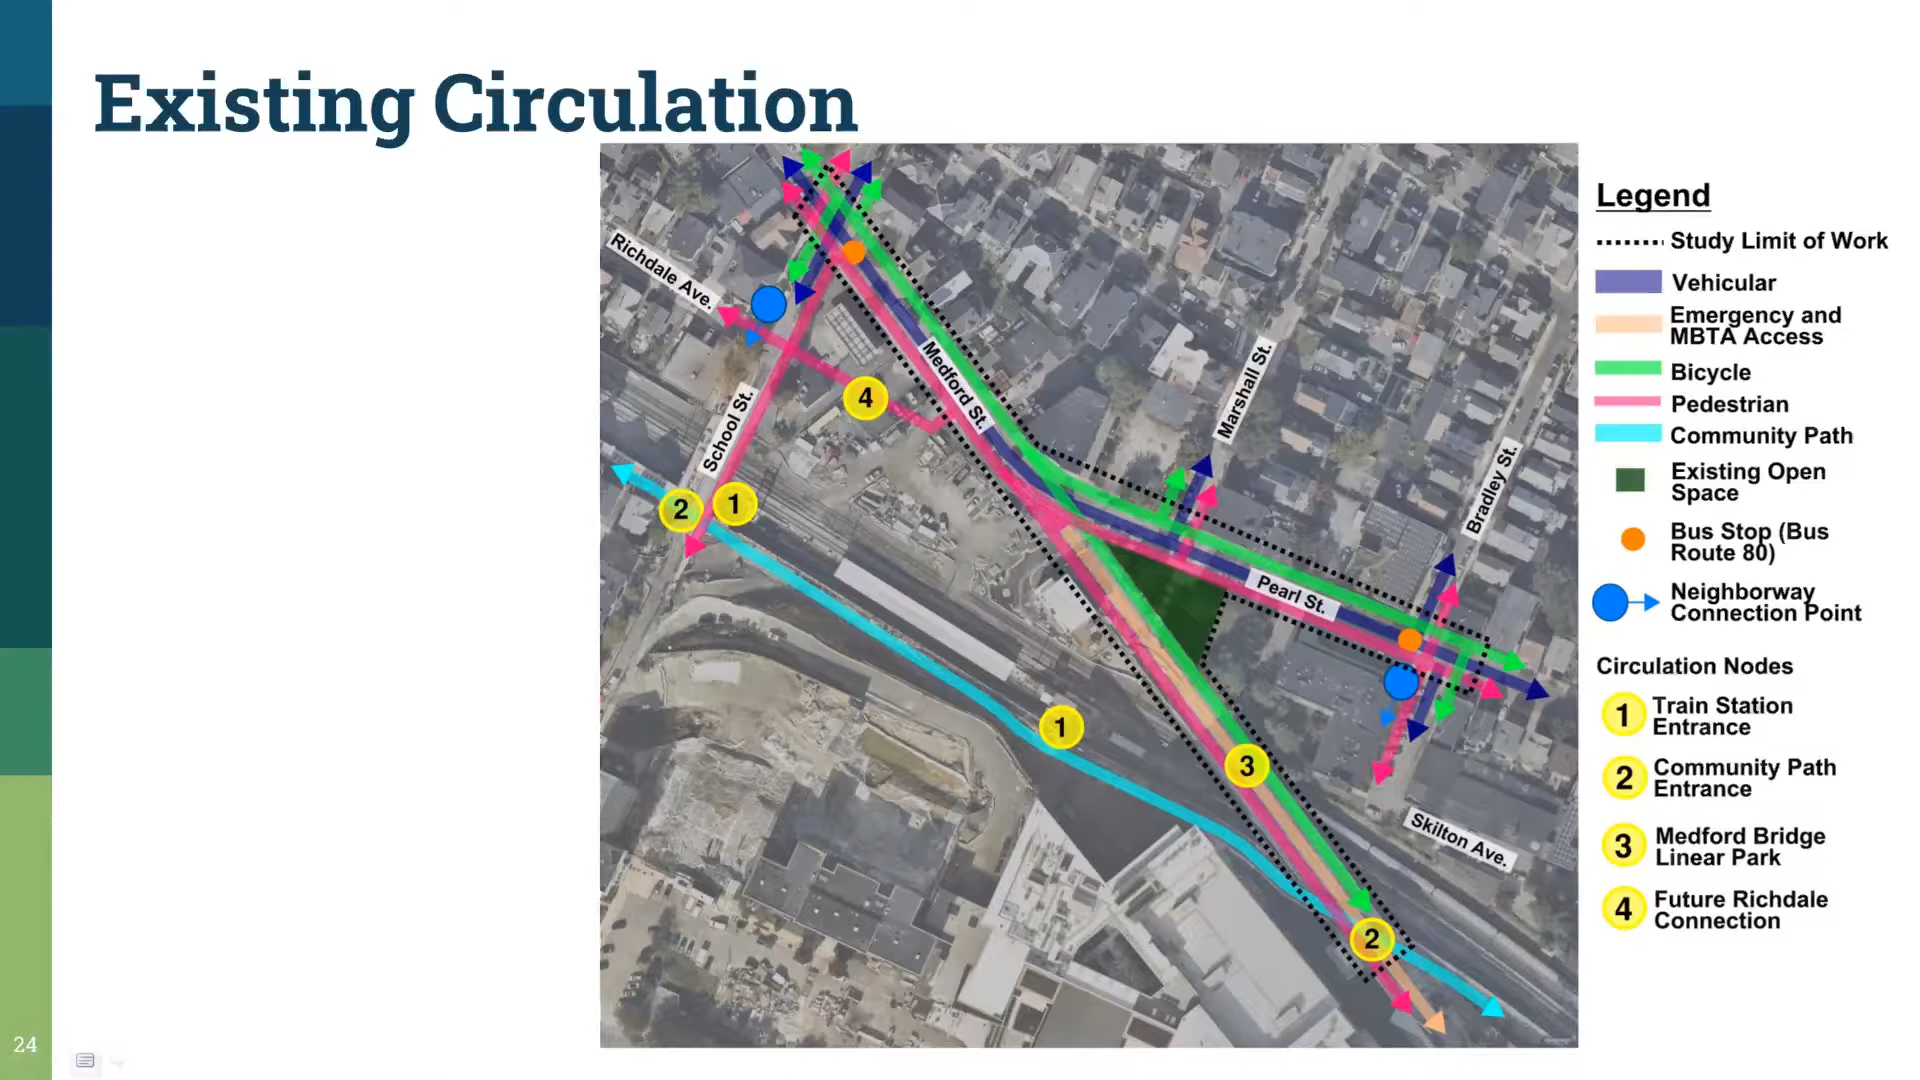 Existing Circulation
Richdale Ave.
School St.
Medford St.
Marshall St.
Bradley St.
Pearl St.
Skilton Ave.
4
2
1
1
3
2
Legend
Study Limit of Work
Vehicular
Emergency and
MBTA Access
Bicycle
Pedestrian
Community Path
Existing Open
Space
Bus Stop (Bus
Route 80)
Neighborway
Connection Point
Circulation Nodes
1 Train Station
Entrance
2 Community Path
Entrance
3 Medford Bridge
Linear Park
4 Future Richdale
Connection
24